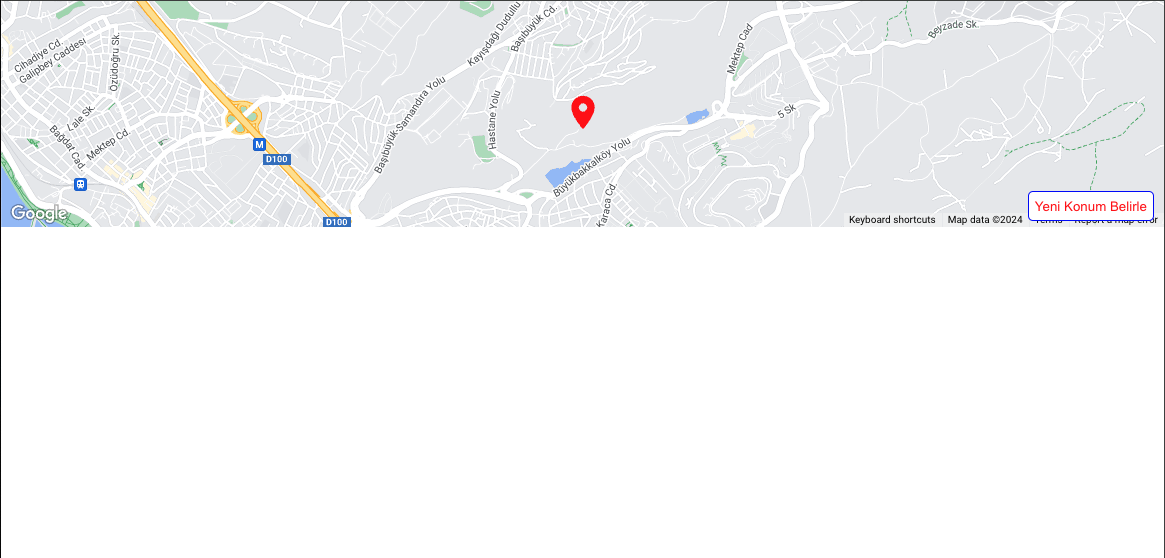 Cihadiye Cd.
Galipbey Caddesi
Özüdoğru Sk.
Lale Sk.
Bağdat Cad.
Mektep Cd.
M
D100
D100
Başıbüyük-Samandıra Yolu
Kayışdağı Dudullu
Başıbüyük Cd.
Hastane Yolu
Büyükbakkalköy Yolu
Karaca Cd.
Mektep Cad
5 Sk
Beyzade Sk.
Google
Yeni Konum Belirle
Keyboard shortcuts
Map data ©2024
Terms
Report a map error